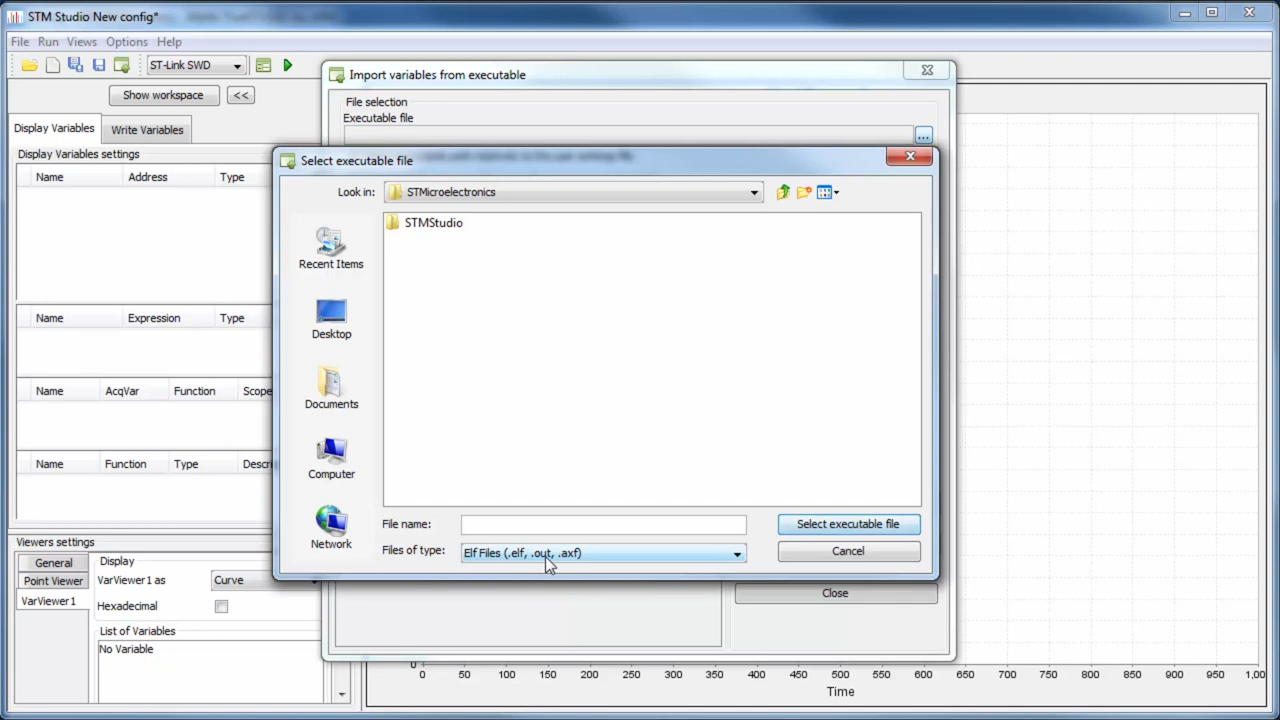 STM Studio New config*
File Run Views Options Help
ST-Link SWD
Show workspace
<<
Display Variables
Write Variables
Display Variables settings
Name Address Type
Name Expression Type
Name AcqVar Function Scope
Name Function Type Descri
Viewers settings
General
Point Viewer
VarViewer1
Display
VarViewer1 as
Curve
Hexadecimal
List of Variables
No Variable
Import variables from executable
File selection
Executable file
...
Select executable file
Look in:
STMicroelectronics
STMStudio
Recent Items
Desktop
Documents
Computer
Network
File name:
Select executable file
Files of type:
Elf Files (.elf, .out, .axf)
Cancel
Close
0
0 50 100 150 200 250 300 350 400 450 500 550 600 650 700 750 800 850 900 950 1,00
Time